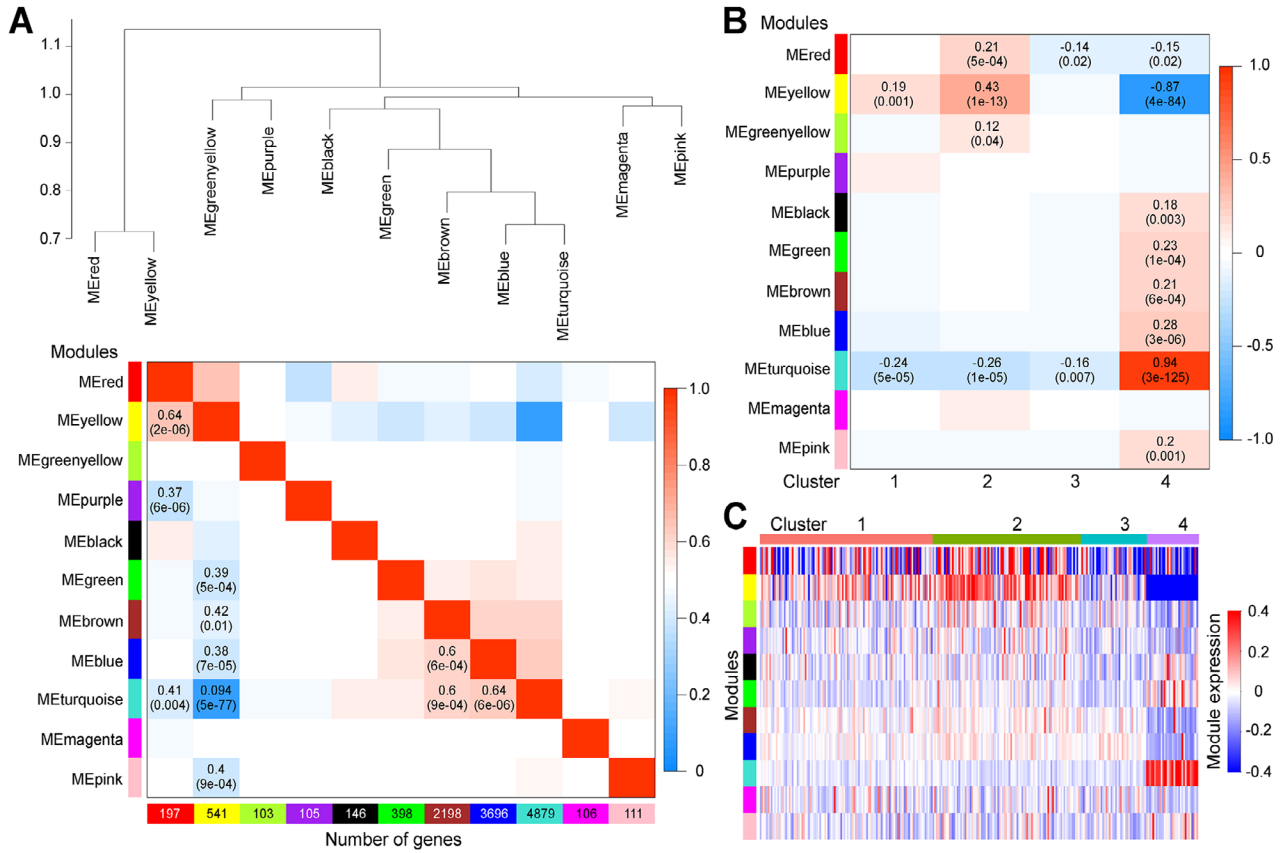 A
1.1
1.0
0.9
0.8
0.7
MEred
MEyellow
MEgreenyellow
MEpurple
MEblack
MEgreen
MEbrown
MEblue
MEturquoise
MEmagenta
MEpink
Modules
MEred
MEyellow
0.64
(2e-06)
MEgreenyellow
MEpurple
0.37
(6e-06)
MEblack
MEgreen
0.39
(5e-04)
MEbrown
0.42
(0.01)
MEblue
0.38
(7e-05)
0.6
(6e-04)
MEturquoise
0.41
(0.004)
0.094
(5e-77)
0.6
(9e-04)
0.64
(6e-06)
MEmagenta
MEpink
0.4
(9e-04)
197 541 103 105 146 398 2198 3696 4879 106 111
Number of genes
1.0
0.8
0.6
0.4
0.2
0
B
Modules
MEred
0.21
(5e-04)
-0.14
(0.02)
-0.15
(0.02)
MEyellow
0.19
(0.001)
0.43
(1e-13)
-0.87
(4e-84)
MEgreenyellow
0.12
(0.04)
MEpurple
MEblack
0.18
(0.003)
MEgreen
0.23
(1e-04)
MEbrown
0.21
(6e-04)
MEblue
0.28
(3e-06)
MEturquoise
-0.24
(5e-05)
-0.26
(1e-05)
-0.16
(0.007)
0.94
(3e-125)
MEmagenta
MEpink
0.2
(0.001)
Cluster 1 2 3 4
1.0
0.5
0
-0.5
-1.0
C
Cluster 1 2 3 4
Modules
Module expression
0.4
0.2
0
-0.2
-0.4